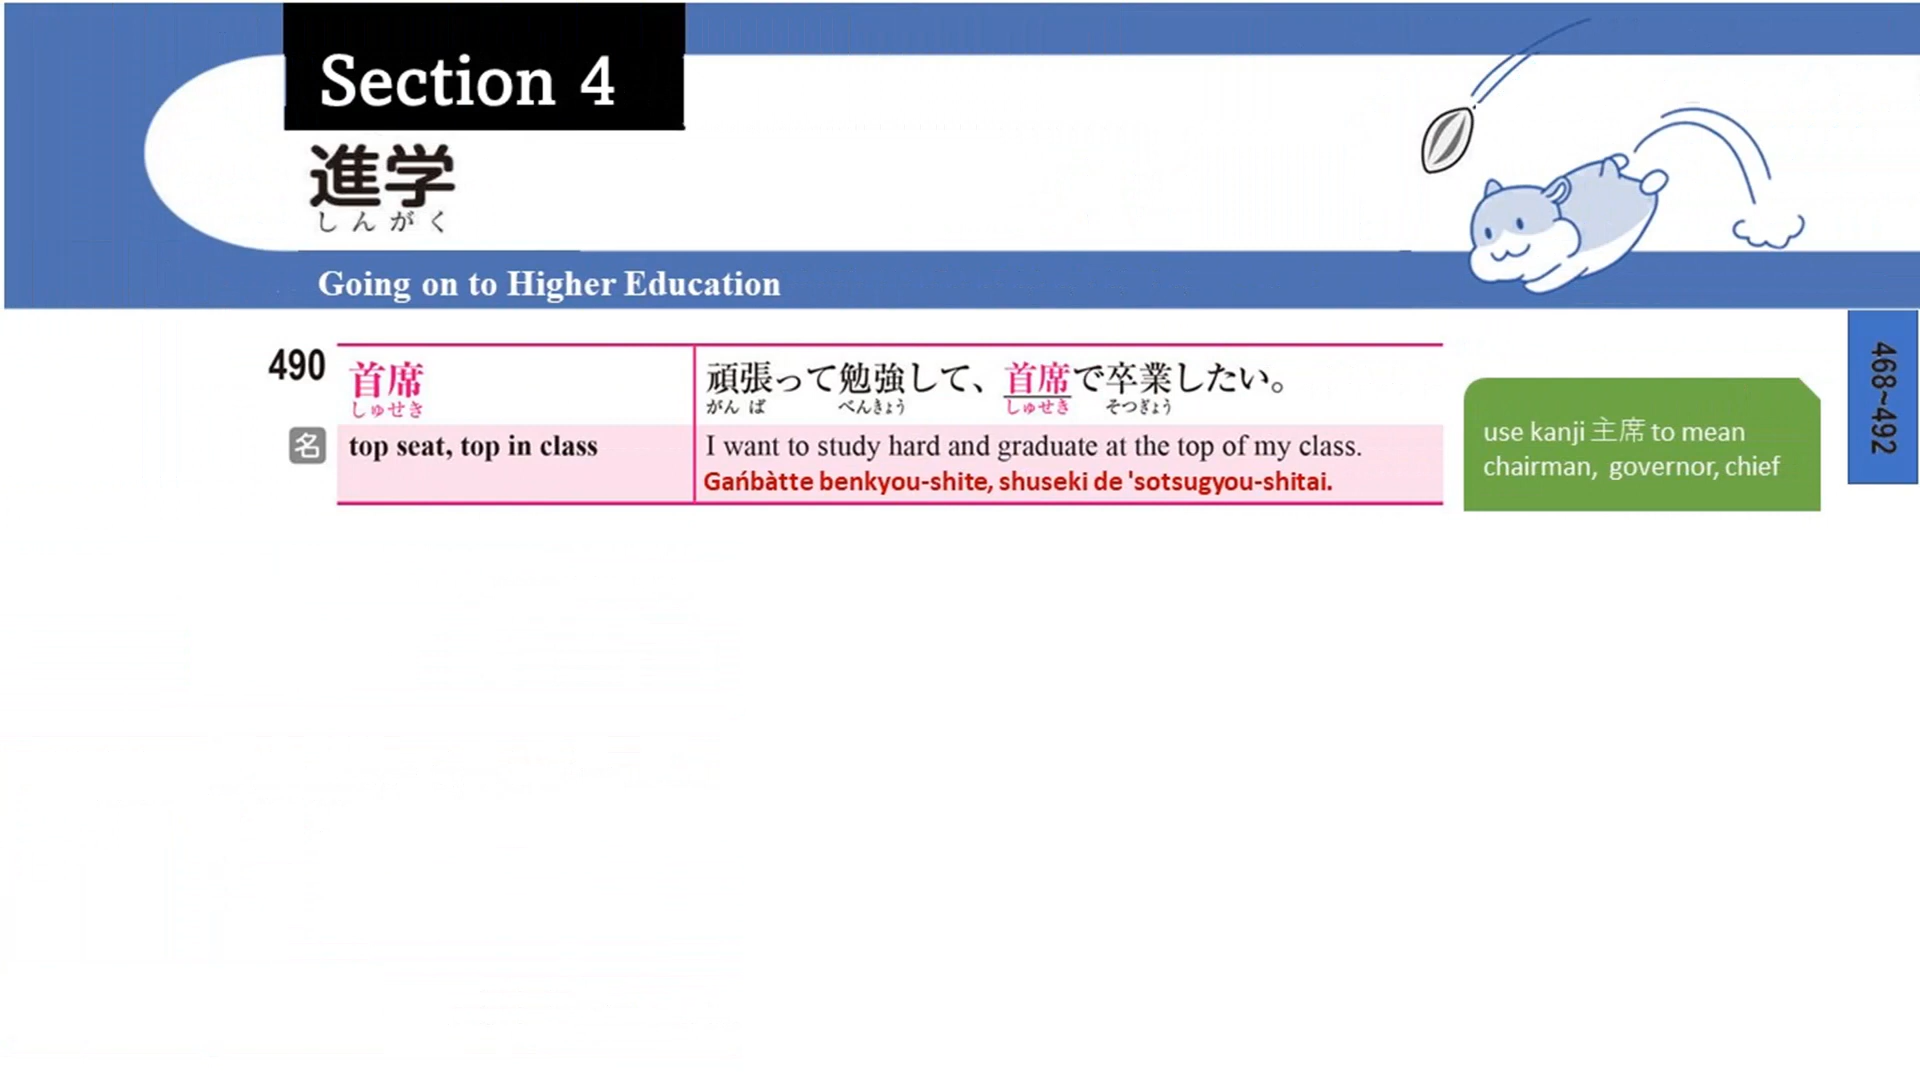 Section 4
進学
しんがく
Going on to Higher Education
468~492
490
首席
しゅせき
頑張って勉強して、首席で卒業したい。
がん ば べんきょう しゅせき そつぎょう
名
top seat, top in class
I want to study hard and graduate at the top of my class.
Gańbàtte benkyou-shite, shuseki de 'sotsugyou-shitai.
use kanji 主席 to mean
chairman, governor, chief